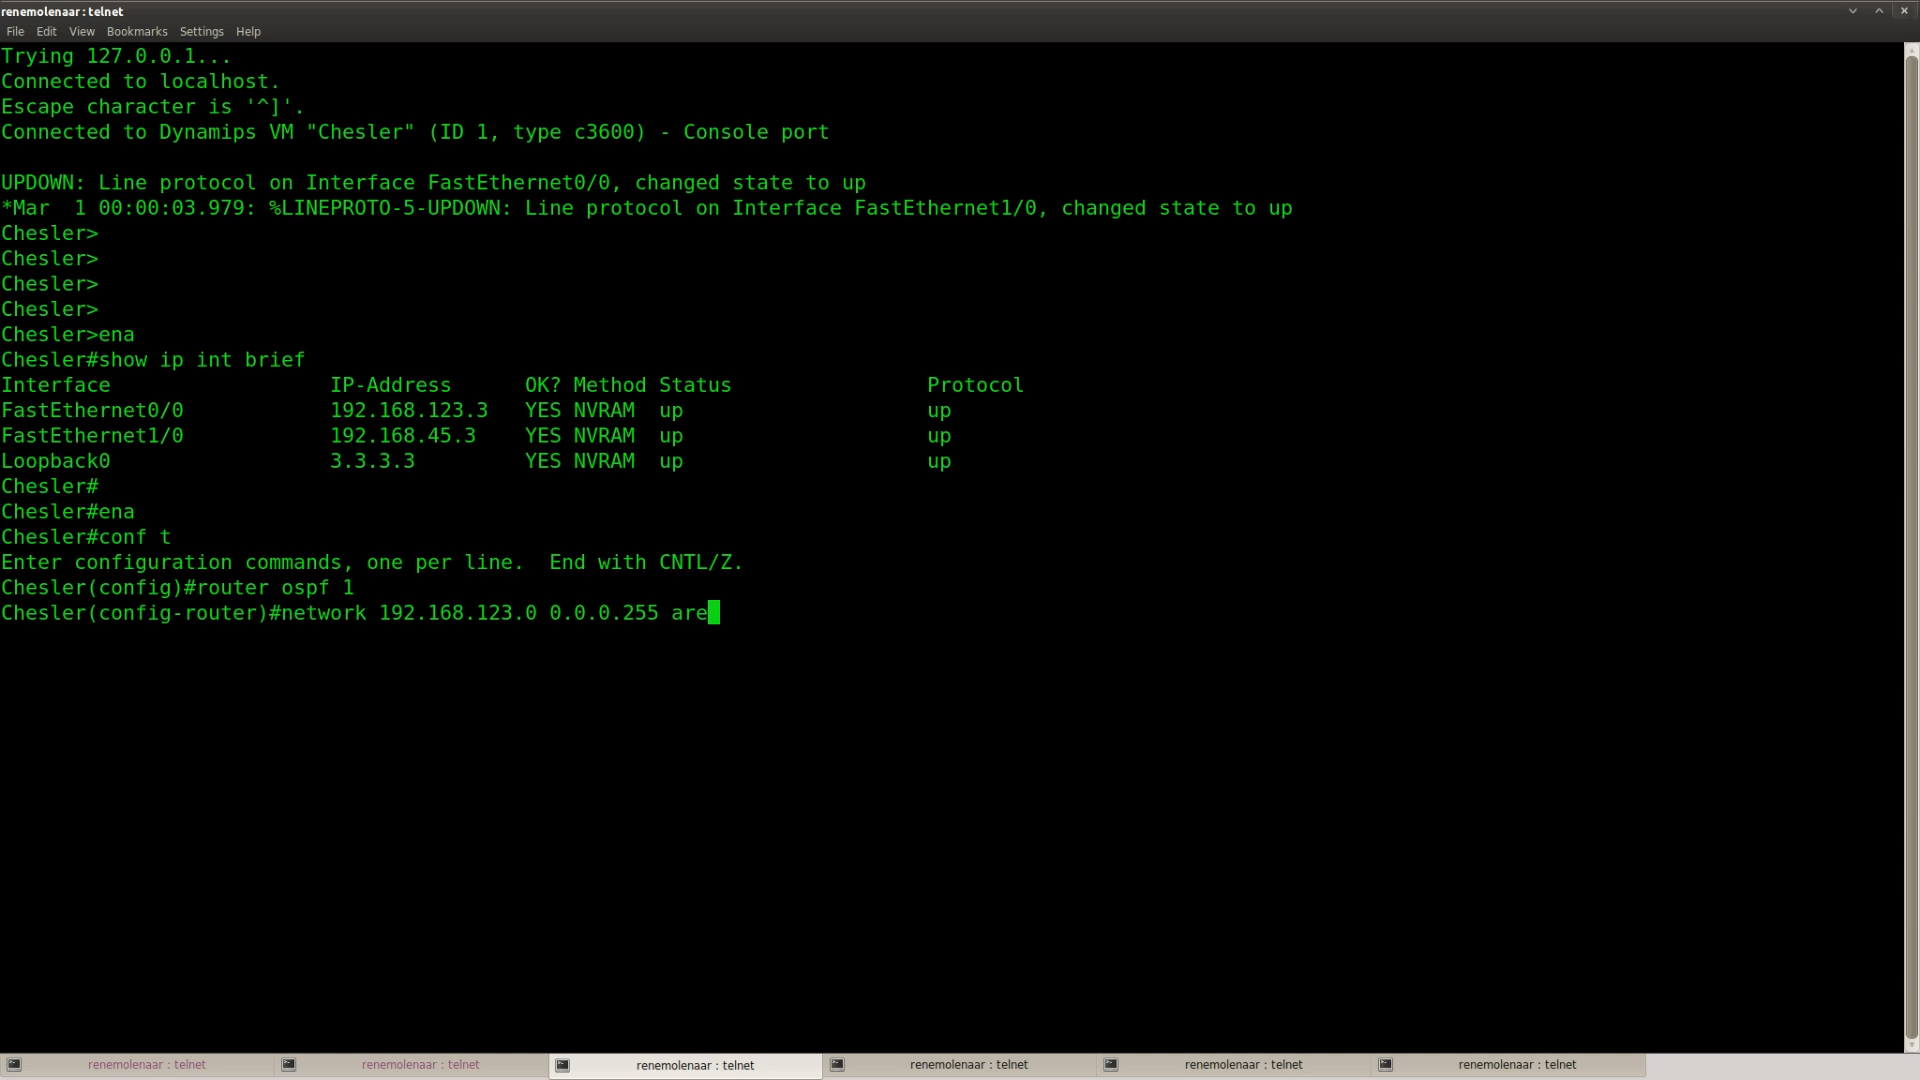 renemolenaar : telnet
File Edit View Bookmarks Settings Help
Trying 127.0.0.1...
Connected to localhost.
Escape character is '^]'.
Connected to Dynamips VM "Chesler" (ID 1, type c3600) - Console port
UPDOWN: Line protocol on Interface FastEthernet0/0, changed state to up
*Mar  1 00:00:03.979: %LINEPROTO-5-UPDOWN: Line protocol on Interface FastEthernet1/0, changed state to up
Chesler>
Chesler>
Chesler>
Chesler>
Chesler>ena
Chesler#show ip int brief
Interface                  IP-Address      OK? Method Status                Protocol
FastEthernet0/0            192.168.123.3   YES NVRAM  up                    up
FastEthernet1/0            192.168.45.3    YES NVRAM  up                    up
Loopback0                  3.3.3.3         YES NVRAM  up                    up
Chesler#
Chesler#ena
Chesler#conf t
Enter configuration commands, one per line.  End with CNTL/Z.
Chesler(config)#router ospf 1
Chesler(config-router)#network 192.168.123.0 0.0.0.255 are
renemolenaar : telnet renemolenaar : telnet renemolenaar : telnet renemolenaar : telnet renemolenaar : telnet renemolenaar : telnet